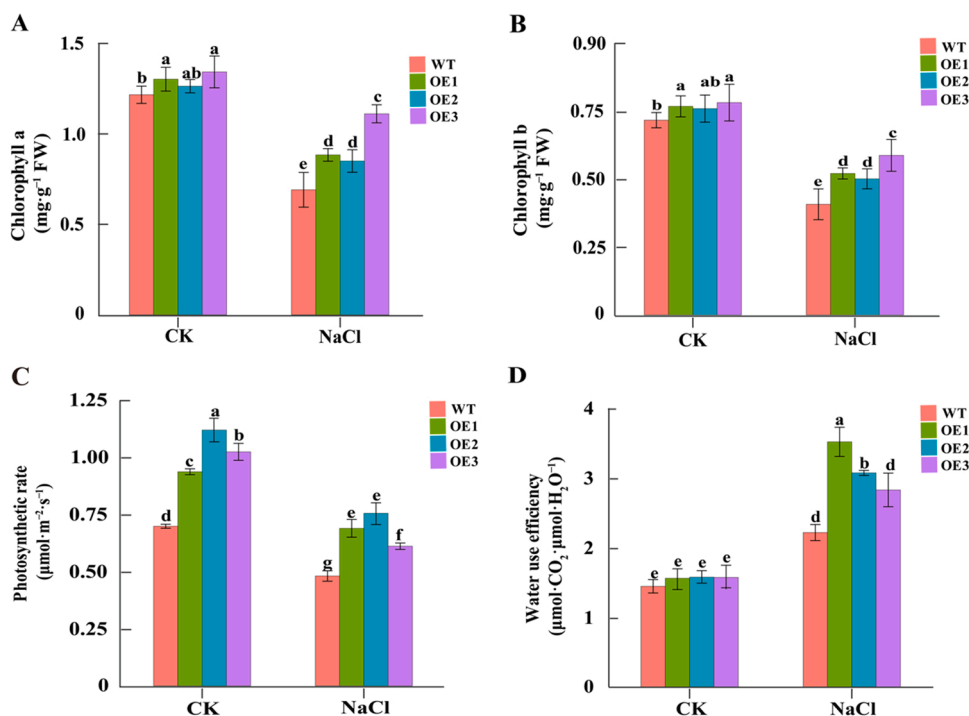 A
Chlorophyll a
(mg·g⁻¹ FW)
1.5
1.0
0.5
0
b
a
ab
a
e
d
d
c
CK
NaCl
WT
OE1
OE2
OE3
B
Chlorophyll b
(mg·g⁻¹ FW)
0.90
0.75
0.50
0.25
0
b
a
ab
a
e
d
d
c
CK
NaCl
WT
OE1
OE2
OE3
C
Photosynthetic rate
(μmol·m⁻²·s⁻¹)
1.25
1.00
0.75
0.50
0.25
0
d
c
a
b
g
e
e
f
CK
NaCl
WT
OE1
OE2
OE3
D
Water use efficiency
(μmol·CO₂·μmol·H₂O⁻¹)
4
3
2
1
0
e
e
e
e
d
a
b
d
CK
NaCl
WT
OE1
OE2
OE3